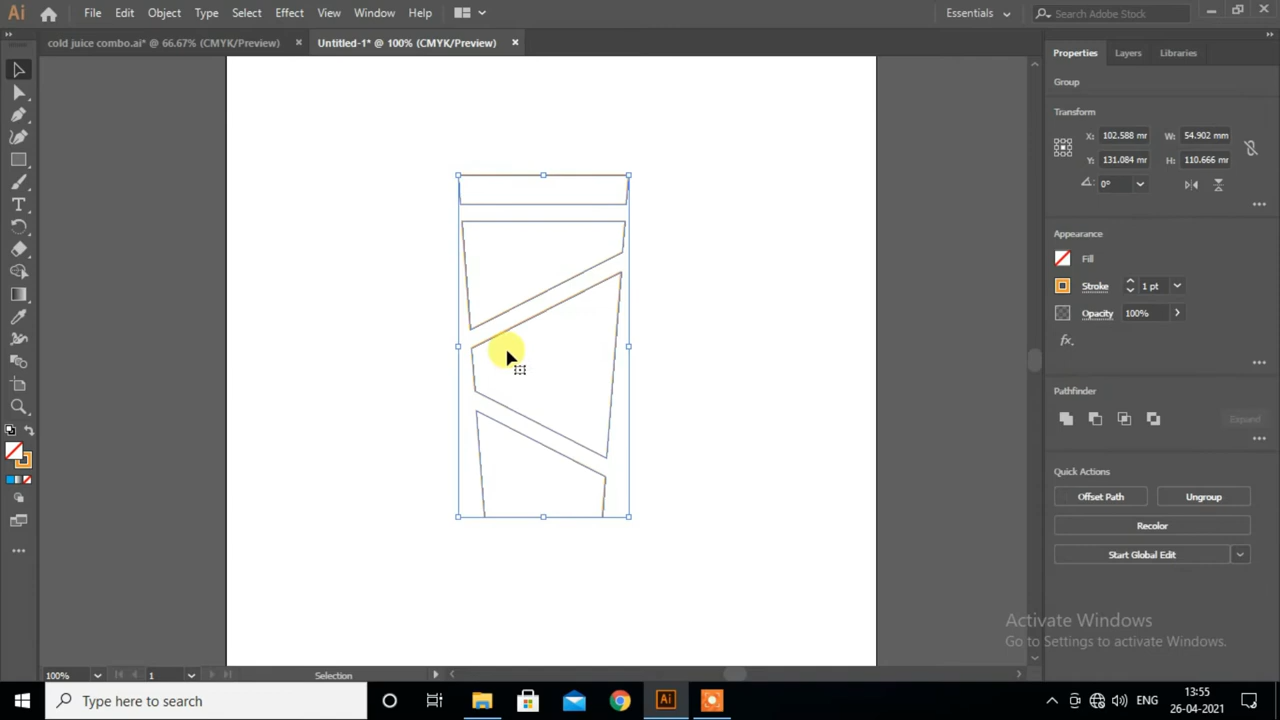 Ai File Edit Object Type Select Effect View Window Help Essentials Search Adobe Stock
cold juice combo.ai* @ 66.67% (CMYK/Preview) × Untitled-1* @ 100% (CMYK/Preview) ×
Properties Layers Libraries
Group
Transform
X: 102.588 mr W: 54.902 mm
Y: 131.084 mr H: 110.666 mr
0°
Appearance
Fill
Stroke 1 pt
Opacity 100%
fx.
Pathfinder
Expand
Quick Actions
Offset Path Ungroup
Recolor
Start Global Edit
Activate Windows
Go to Settings to activate Windows.
100% 1 Selection
Type here to search Ai ENG 13:55
26-04-2021